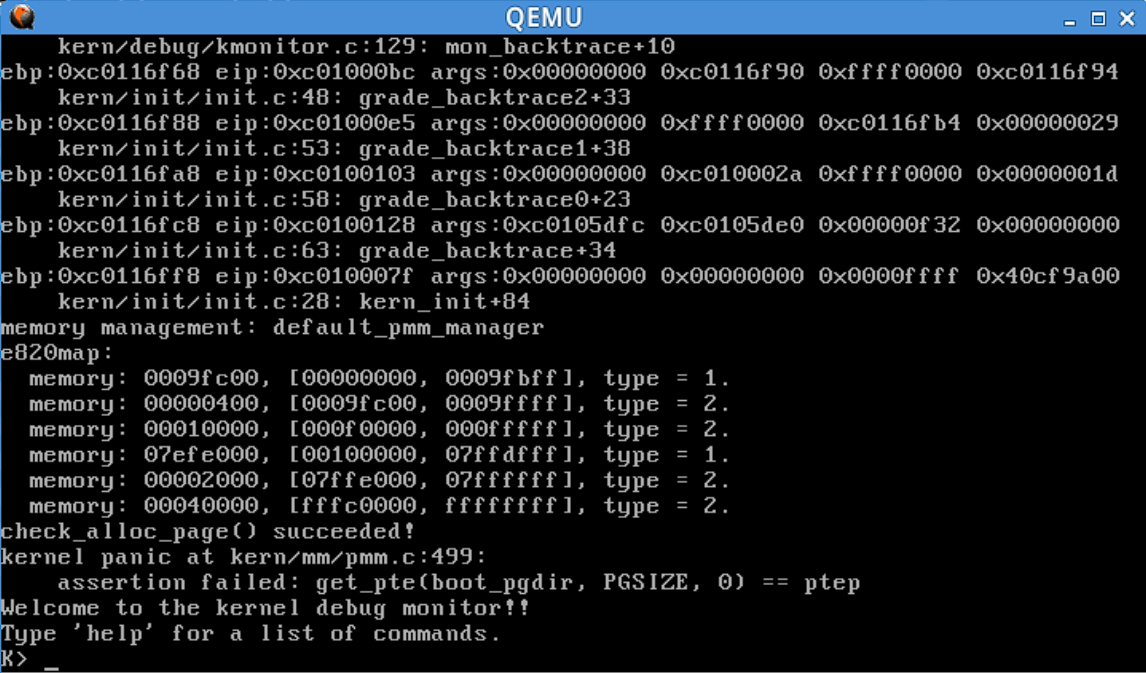 QEMU
    kern/debug/kmonitor.c:129: mon_backtrace+10
ebp:0xc0116f68 eip:0xc01000bc args:0x00000000 0xc0116f90 0xffff0000 0xc0116f94
    kern/init/init.c:48: grade_backtrace2+33
ebp:0xc0116f88 eip:0xc01000e5 args:0x00000000 0xffff0000 0xc0116fb4 0x00000029
    kern/init/init.c:53: grade_backtrace1+38
ebp:0xc0116fa8 eip:0xc0100103 args:0x00000000 0xc010002a 0xffff0000 0x0000001d
    kern/init/init.c:58: grade_backtrace0+23
ebp:0xc0116fc8 eip:0xc0100128 args:0xc0105dfc 0xc0105de0 0x00000f32 0x00000000
    kern/init/init.c:63: grade_backtrace+34
ebp:0xc0116ff8 eip:0xc010007f args:0x00000000 0x00000000 0x0000ffff 0x40cf9a00
    kern/init/init.c:28: kern_init+84
memory management: default_pmm_manager
e820map:
  memory: 0009fc00, [00000000, 0009fbff], type = 1.
  memory: 00000400, [0009fc00, 0009ffff], type = 2.
  memory: 00010000, [000f0000, 000fffff], type = 2.
  memory: 07efe000, [00100000, 07ffdfff], type = 1.
  memory: 00002000, [07ffe000, 07ffffff], type = 2.
  memory: 00040000, [fffc0000, ffffffff], type = 2.
check_alloc_page() succeeded!
kernel panic at kern/mm/pmm.c:499:
    assertion failed: get_pte(boot_pgdir, PGSIZE, 0) == ptep
Welcome to the kernel debug monitor!!
Type 'help' for a list of commands.
K> _